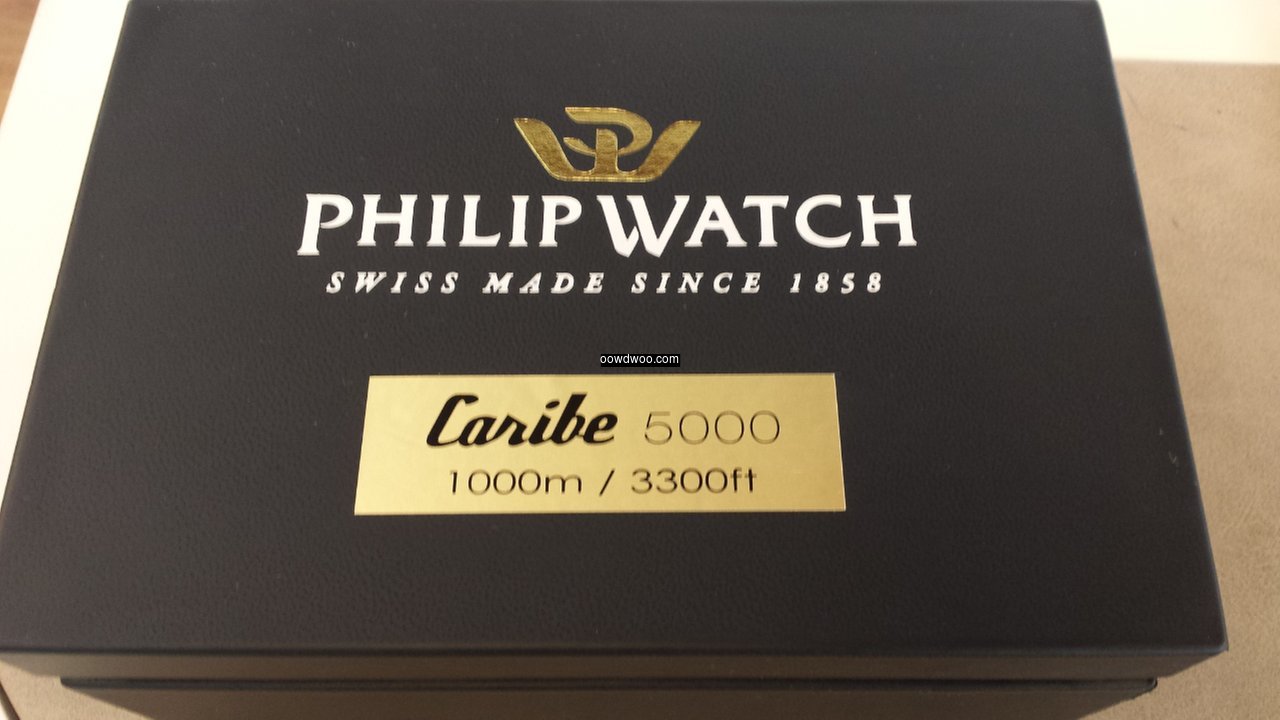 PHILIP WATCH
SWISS MADE SINCE 1858
oowdwoo.com
Caribe 5000
1000m / 3300ft